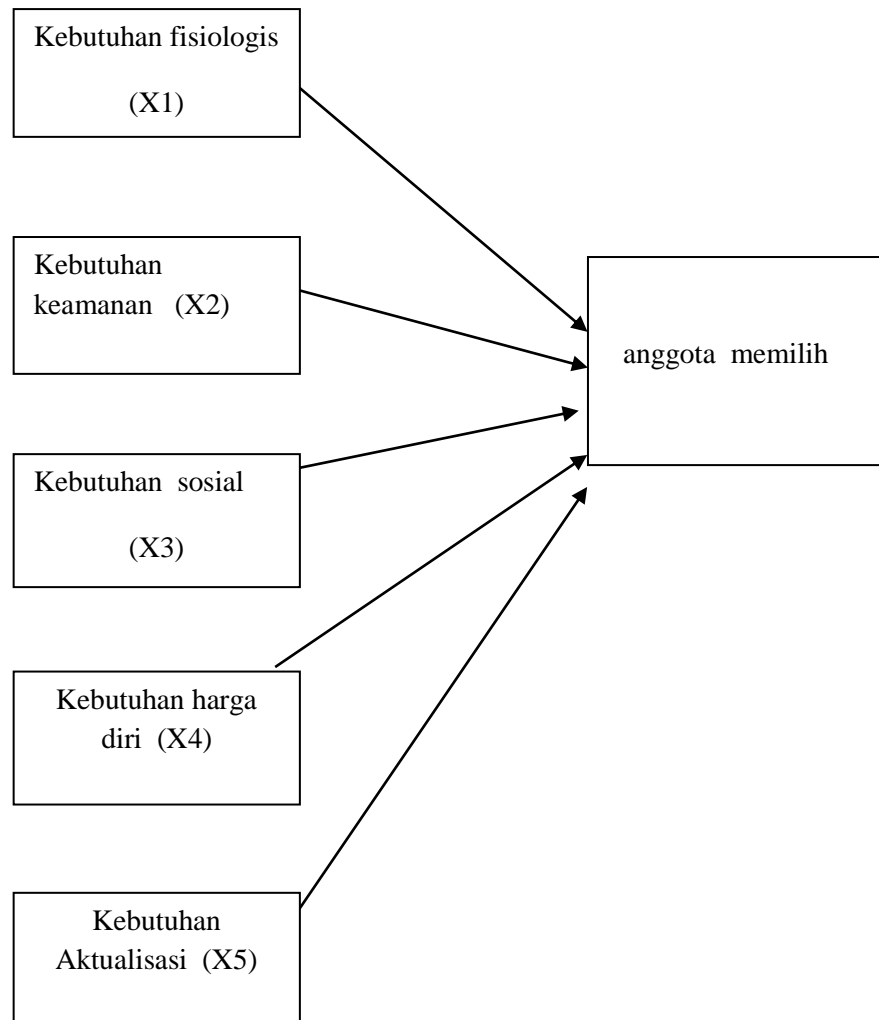 Kebutuhan fisiologis
(X1)
Kebutuhan
keamanan (X2)
anggota memilih
Kebutuhan sosial
(X3)
Kebutuhan harga
diri (X4)
Kebutuhan
Aktualisasi (X5)